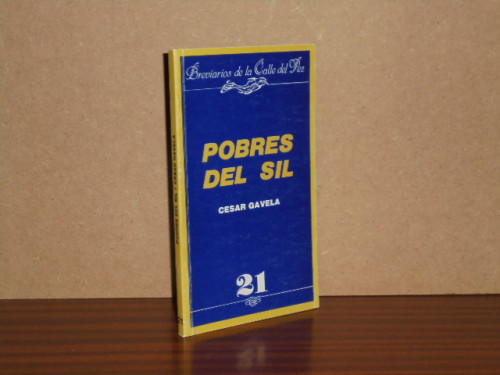 Breviarios de la Calle del Pez
POBRES
DEL SIL
CESAR GAVELA
21